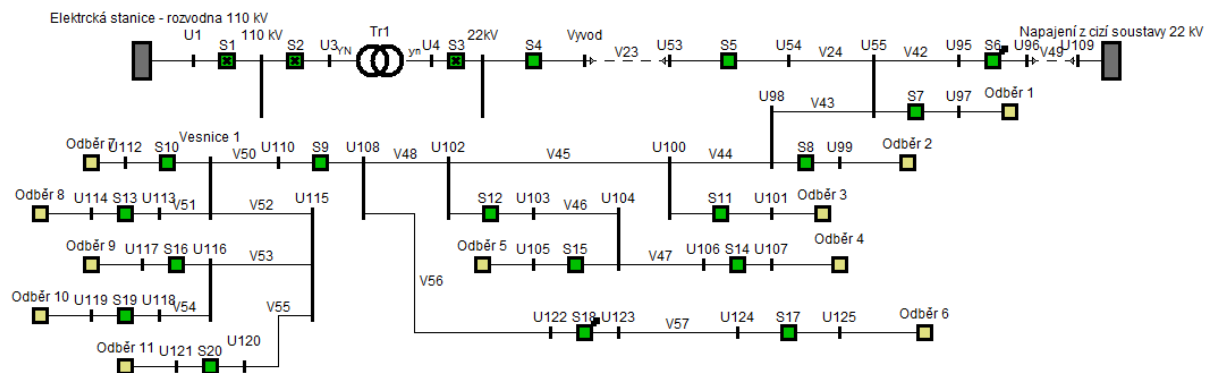 Elektrcká stanice - rozvodna 110 kV
U1 S1 110 kV S2 U3 YN Tr1 yn U4 S3 22kV S4 Vyvod V23 U53 S5 U54 V24 U55 V42 U95 S6 U96 V49 U109 Napajení z cizí soustavy 22 kV
U98 V43 S7 U97 Odběr 1
Odběr 7 U112 S10 Vesnice 1 V50 U110 S9 U108 V48 U102 V45 U100 V44 S8 U99 Odběr 2
Odběr 8 U114 S13 U113 V51 V52 U115 S12 U103 V46 U104 S11 U101 Odběr 3
Odběr 9 U117 S16 U116 V53 Odběr 5 U105 S15 V47 U106 S14 U107 Odběr 4
V56
Odběr 10 U119 S19 U118 V54 V55 U122 S18 U123 V57 U124 S17 U125 Odběr 6
Odběr 11 U121 S20 U120